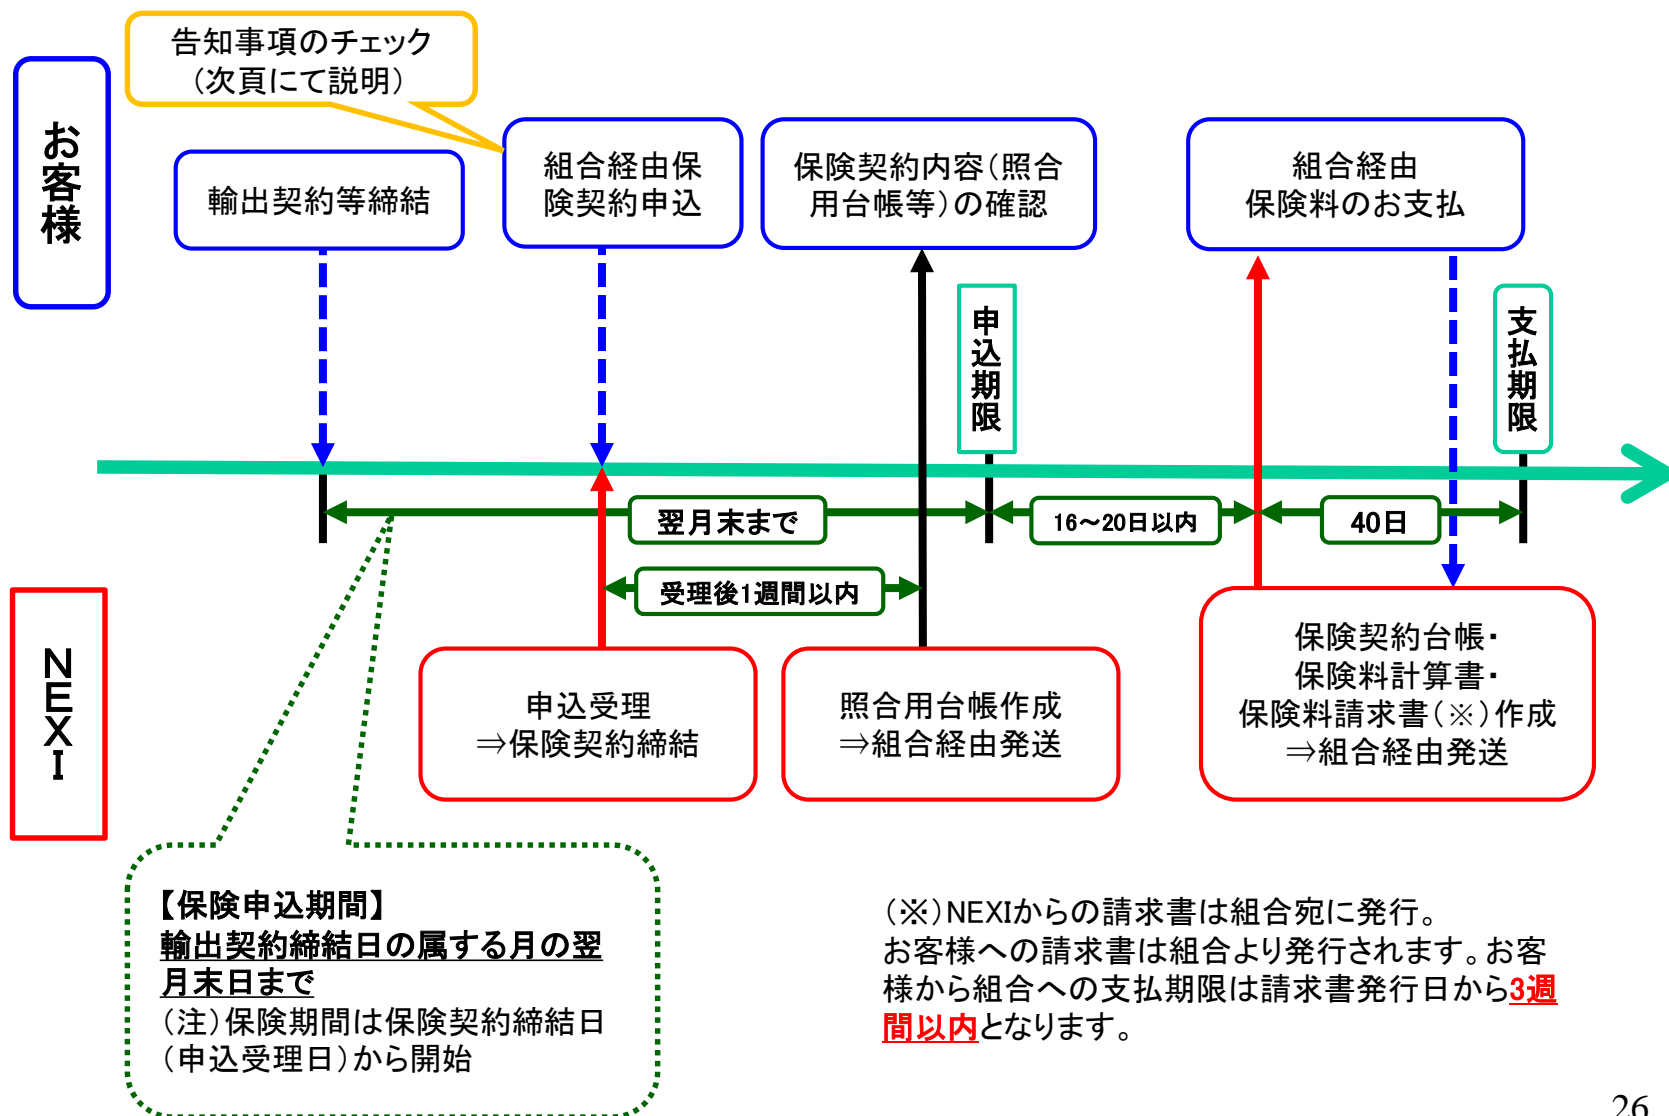 告知事項のチェック
(次頁にて説明)
お客様
輸出契約等締結
組合経由保
険契約申込
保険契約内容(照合
用台帳等)の確認
組合経由
保険料のお支払
申込期限
支払期限
翌月末まで
16～20日以内
40日
受理後1週間以内
NEXI
申込受理
⇒保険契約締結
照合用台帳作成
⇒組合経由発送
保険契約台帳・
保険料計算書・
保険料請求書(※)作成
⇒組合経由発送
【保険申込期間】
輸出契約締結日の属する月の翌
月末日まで
(注)保険期間は保険契約締結日
(申込受理日)から開始
(※)NEXIからの請求書は組合宛に発行。
お客様への請求書は組合より発行されます。お客
様から組合への支払期限は請求書発行日から3週
間以内となります。
26